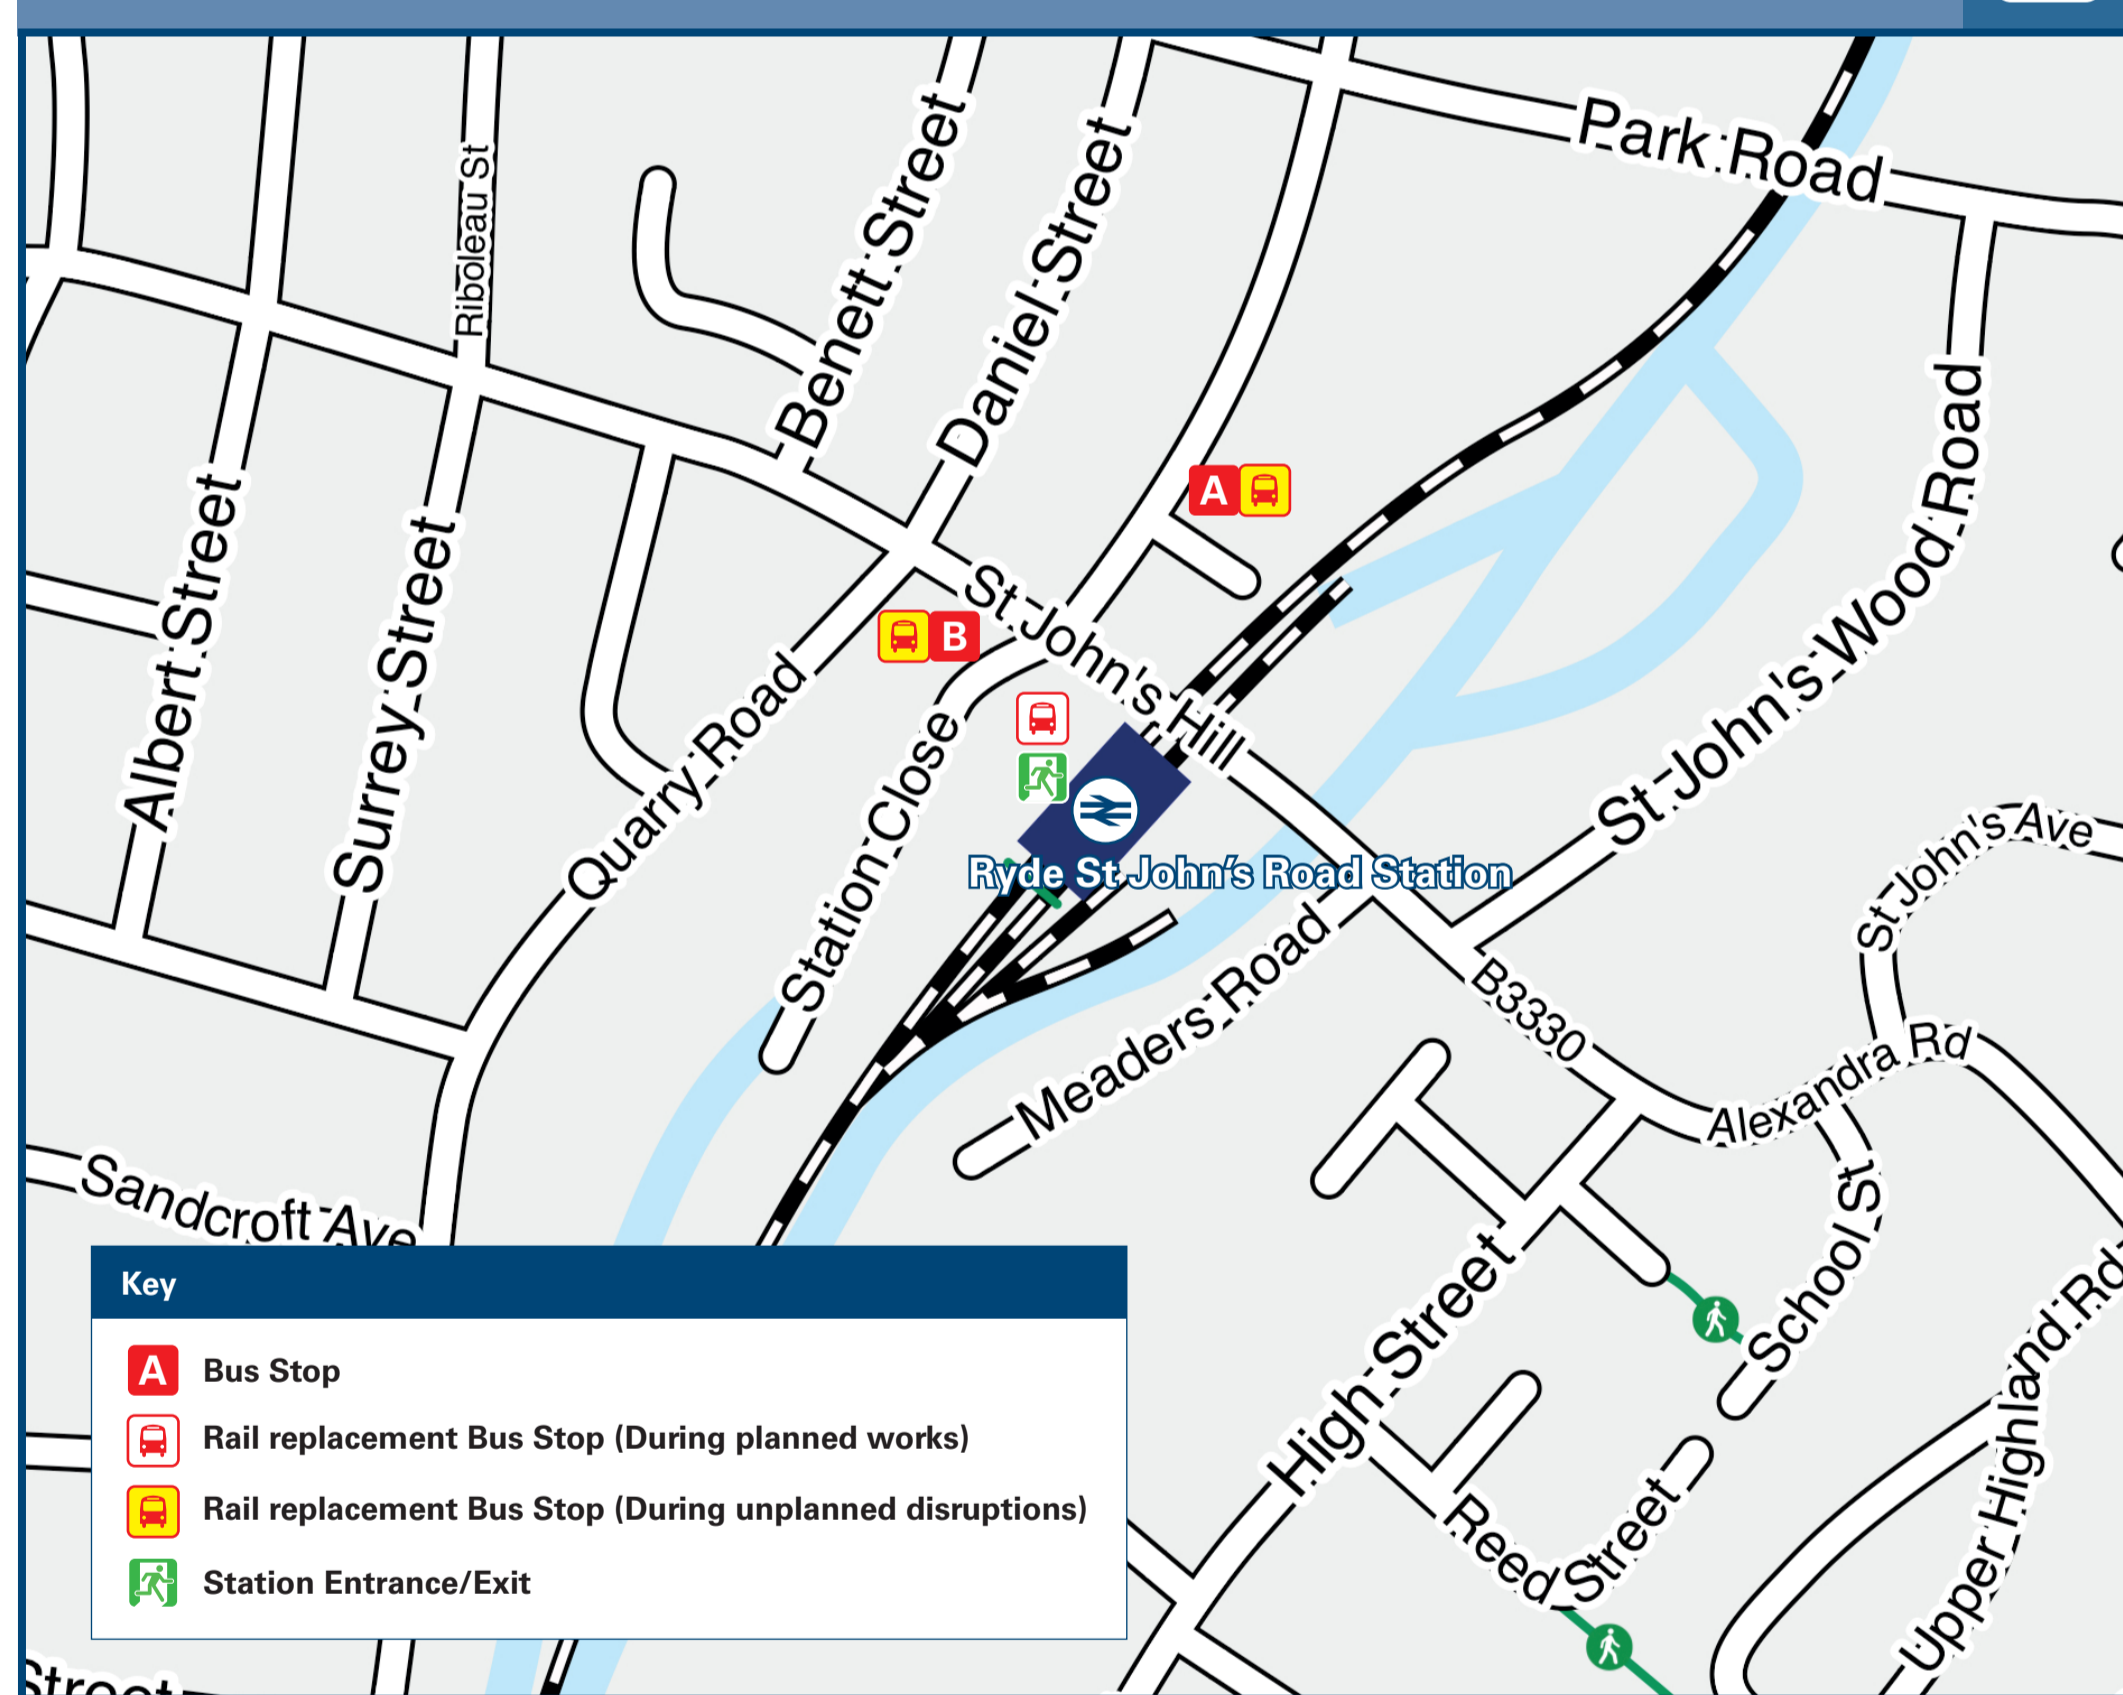 Park Road
Riboleau St
Bennett Street
Daniel Street
A
Albert Street
Surrey Street
St John's Hill
B
Quarry Road
Station Close
St John's Wood Road
St John's Ave
Ryde St John's Road Station
Meaders Road
B3330
Alexandra Rd
Sandcroft Ave
School St
High Street
Upper Highland Rd
Reed Street
Key
A Bus Stop
Rail replacement Bus Stop (During planned works)
Rail replacement Bus Stop (During unplanned disruptions)
Station Entrance/Exit
Street